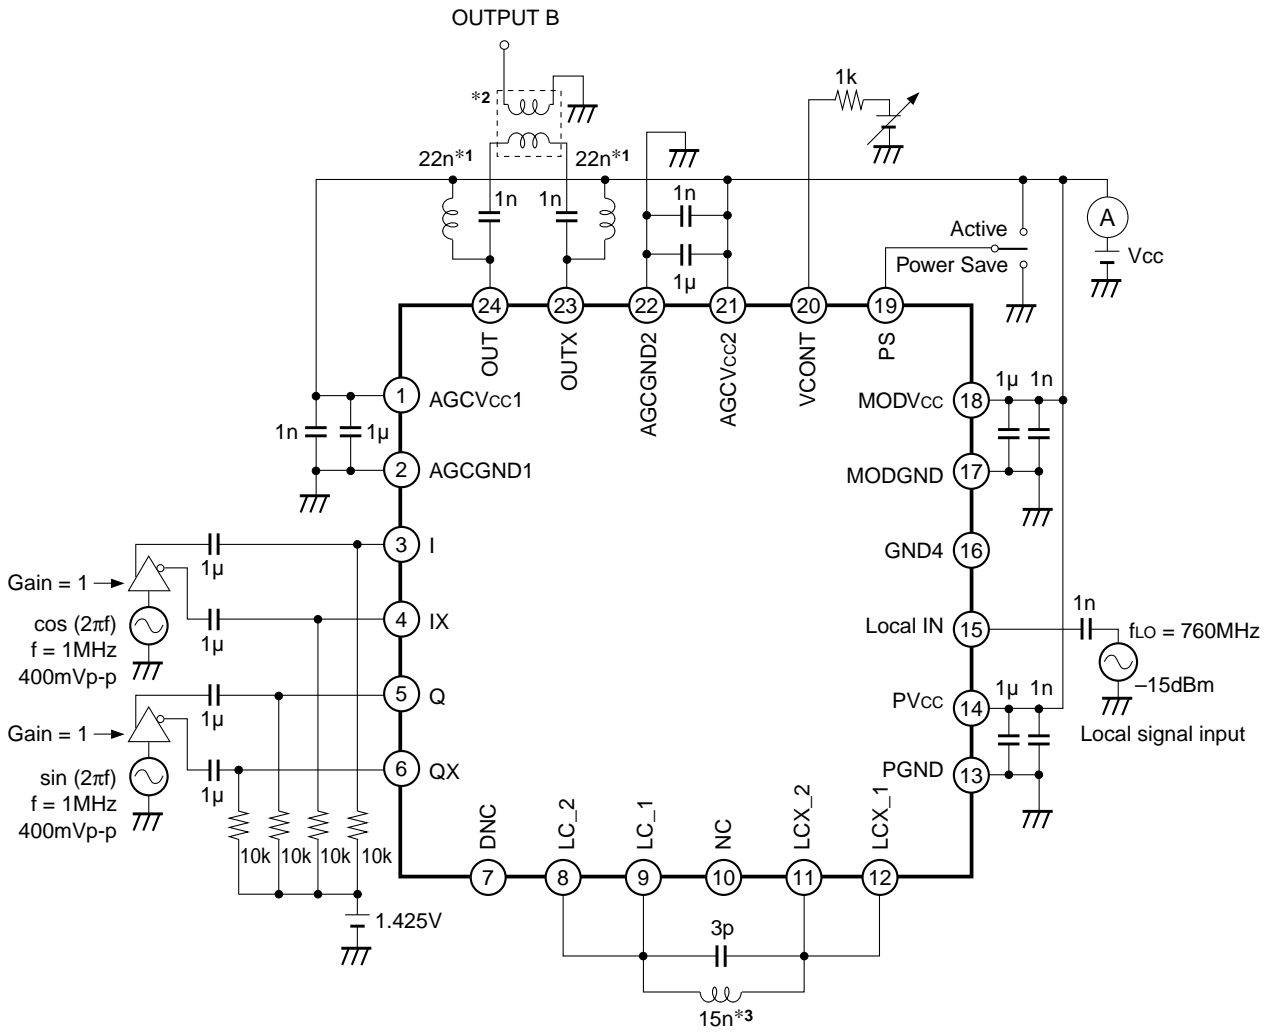 OUTPUT B
*2
1k
22n*1
22n*1
1n
1n
1n
1µ
Active
Power Save
A
Vcc
24
23
22
21
20
19
OUT
OUTX
AGCGND2
AGCVCC2
VCONT
PS
1
AGCVCC1
1n
1µ
2
AGCGND1
MODVCC
18
1µ
1n
MODGND
17
3
I
1µ
Gain = 1
cos (2πf)
f = 1MHz
400mVp-p
4
IX
1µ
GND4
16
Local IN
15
1n
fLO = 760MHz
–15dBm
Local signal input
5
Q
1µ
Gain = 1
sin (2πf)
f = 1MHz
400mVp-p
6
QX
1µ
PVCC
14
1µ
1n
PGND
13
10k
10k
10k
10k
1.425V
DNC
LC_2
LC_1
NC
LCX_2
LCX_1
7
8
9
10
11
12
3p
15n*3